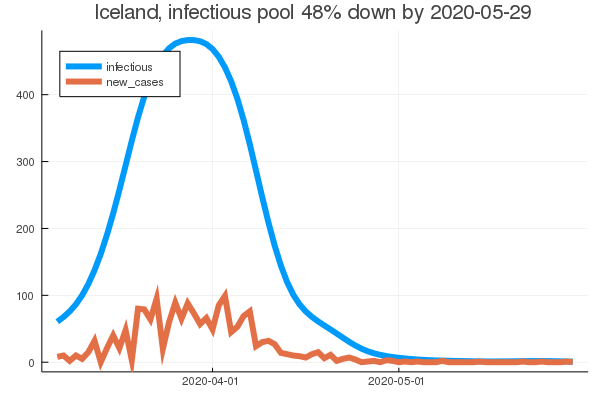 Iceland, infectious pool 48% down by 2020-05-29
infectious
new_cases
400
300
200
100
0
2020-04-01
2020-05-01